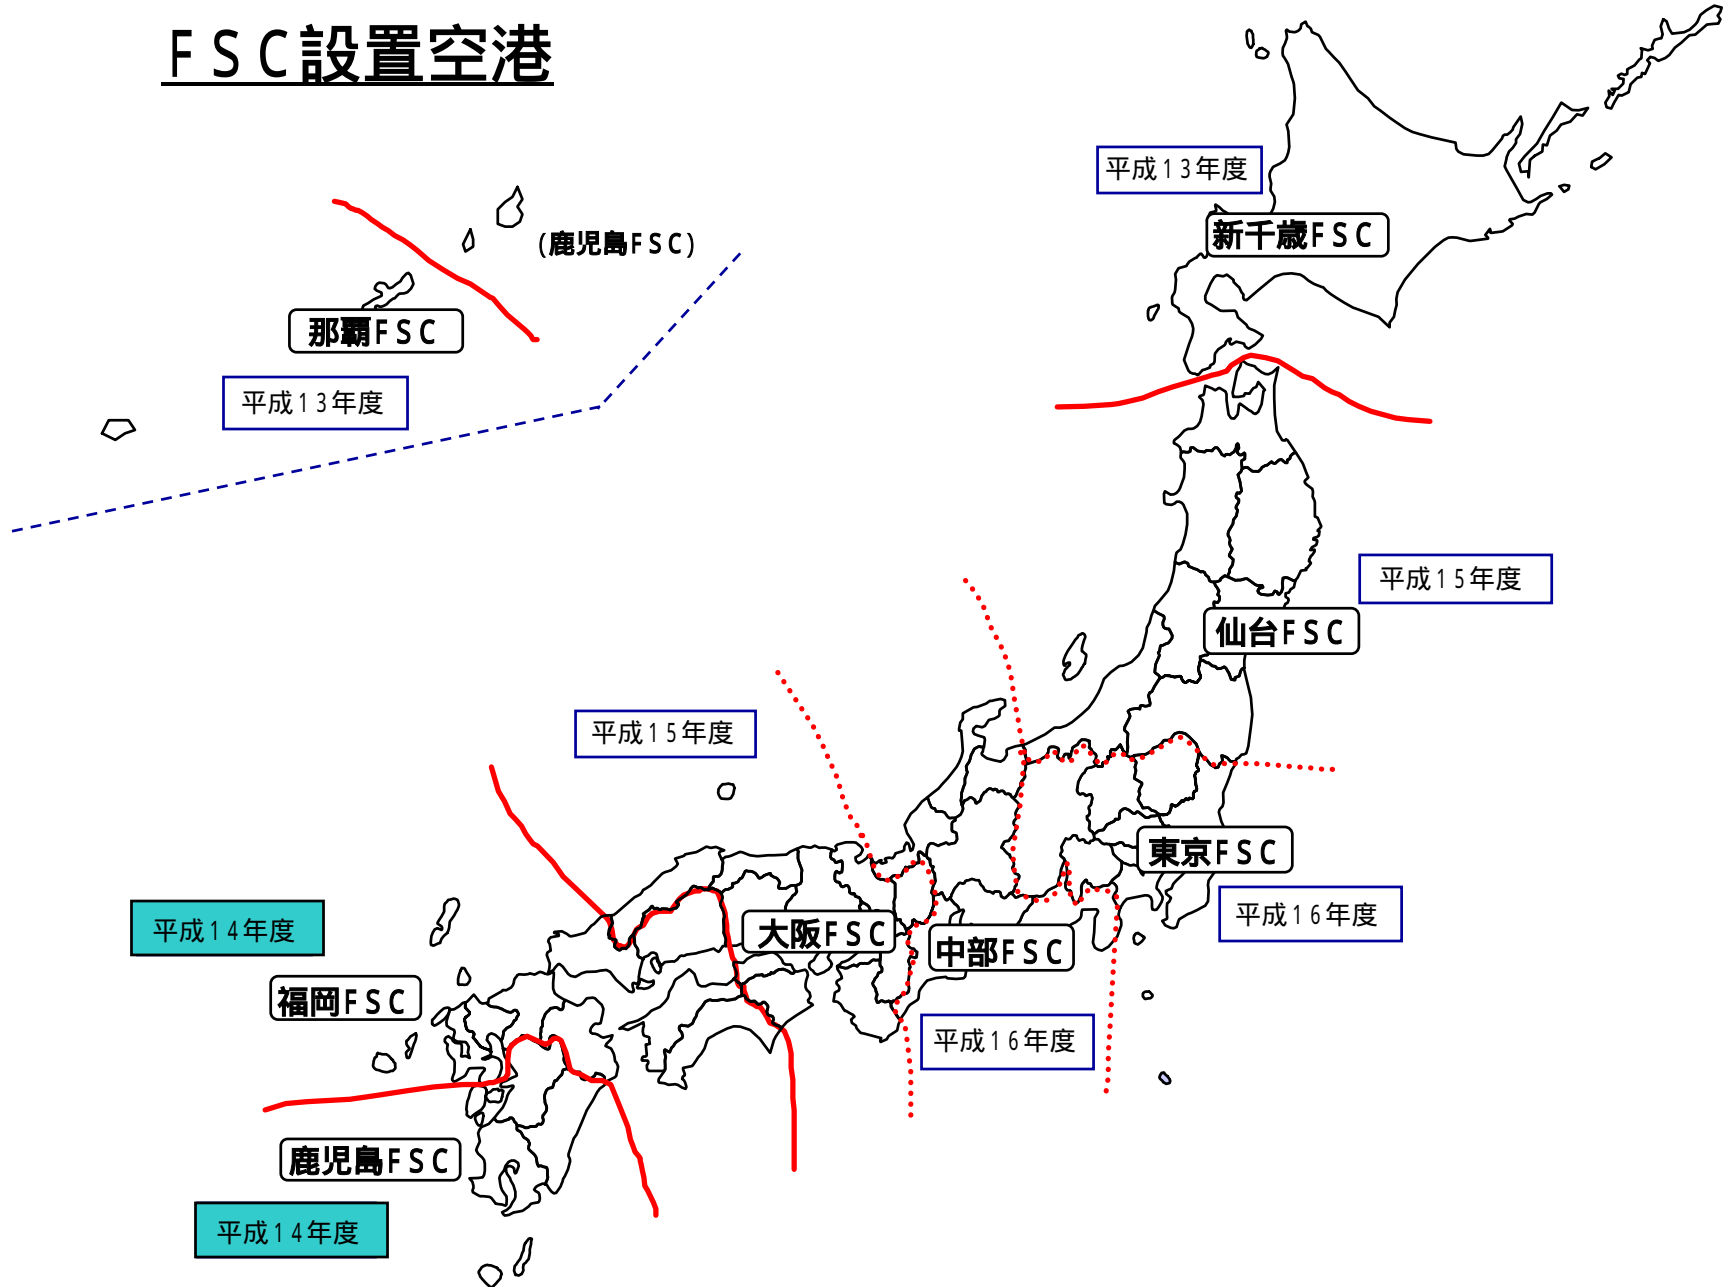 FSC設置空港
平成13年度
新千歳FSC
(鹿児島FSC)
那覇FSC
平成13年度
平成15年度
仙台FSC
平成15年度
東京FSC
平成16年度
大阪FSC
中部FSC
平成14年度
福岡FSC
平成16年度
鹿児島FSC
平成14年度